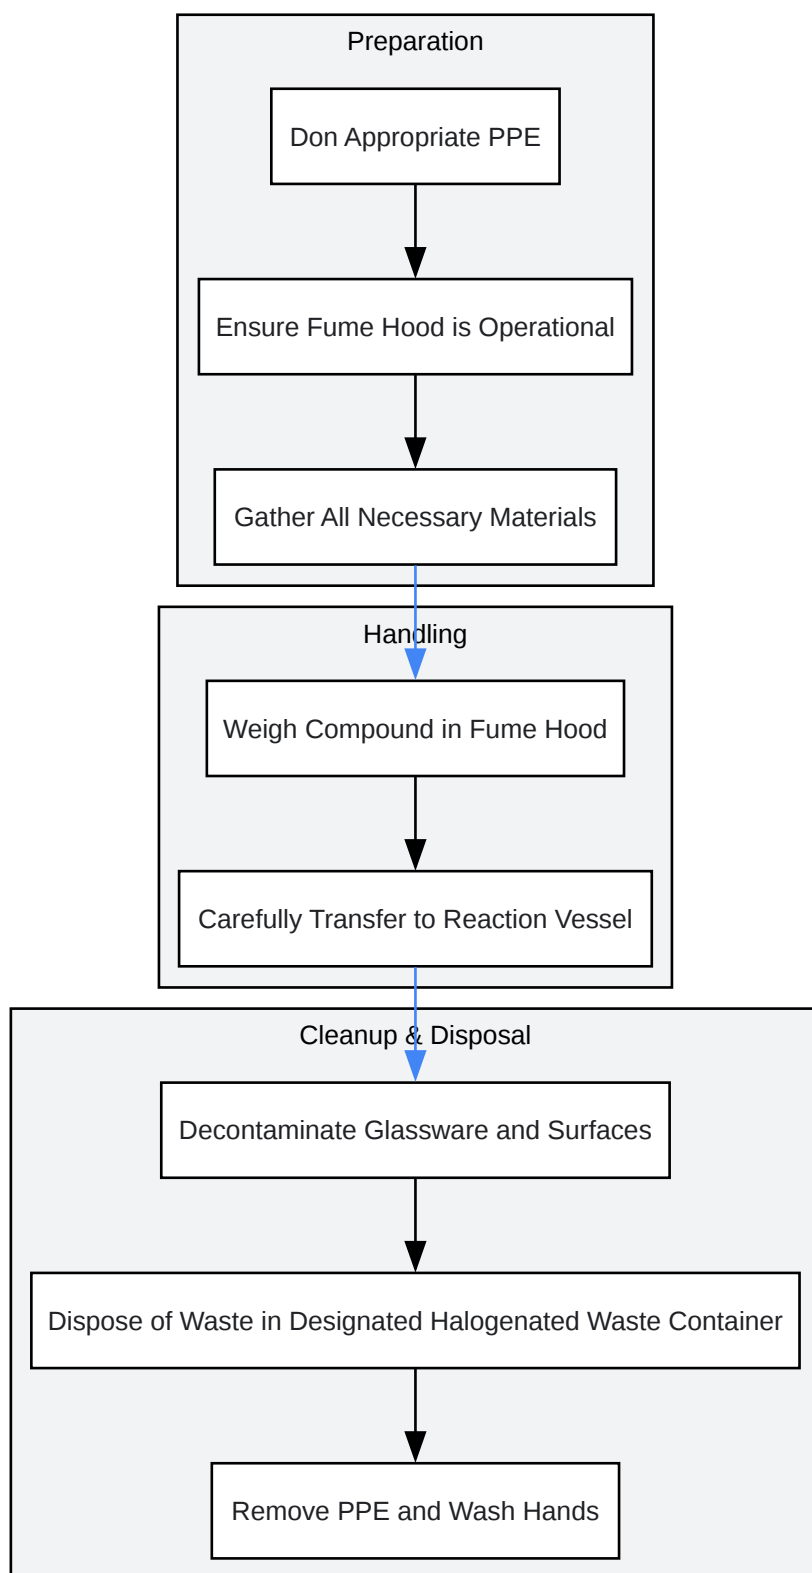 Preparation
Don Appropriate PPE
Ensure Fume Hood is Operational
Gather All Necessary Materials
Handling
Weigh Compound in Fume Hood
Carefully Transfer to Reaction Vessel
Cleanup & Disposal
Decontaminate Glassware and Surfaces
Dispose of Waste in Designated Halogenated Waste Container
Remove PPE and Wash Hands